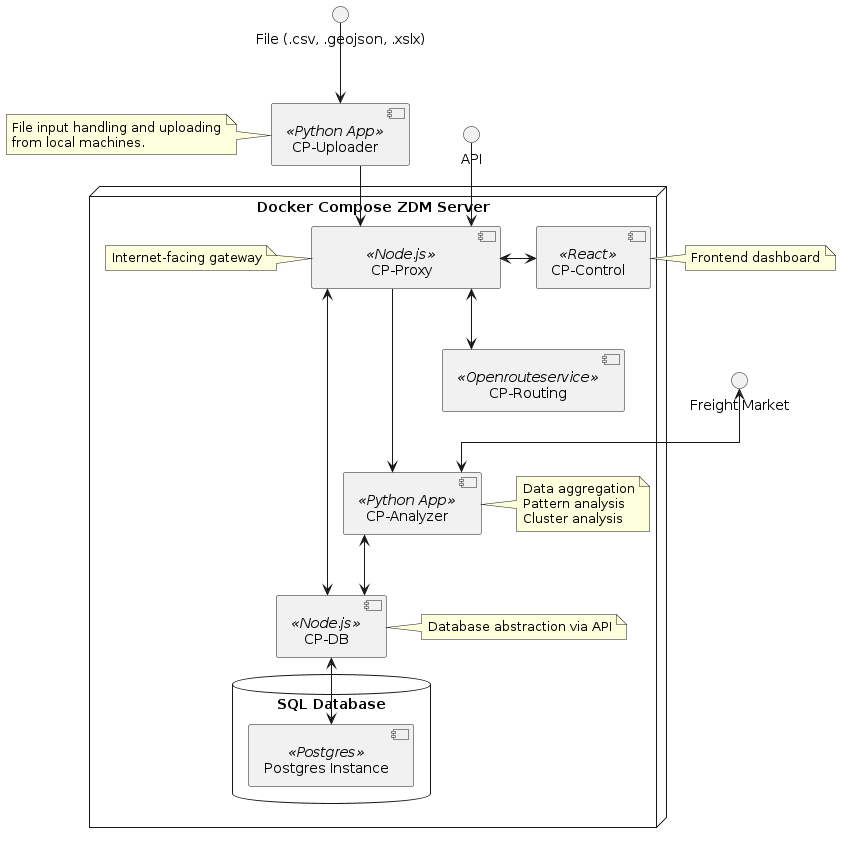 File (.csv, .geojson, .xslx)
«Python App»
CP-Uploader
File input handling and uploading
from local machines.
API
Docker Compose ZDM Server
Internet-facing gateway
«Node.js»
CP-Proxy
«React»
CP-Control
Frontend dashboard
«Openrouteservice»
CP-Routing
Freight Market
«Python App»
CP-Analyzer
Data aggregation
Pattern analysis
Cluster analysis
«Node.js»
CP-DB
Database abstraction via API
SQL Database
«Postgres»
Postgres Instance